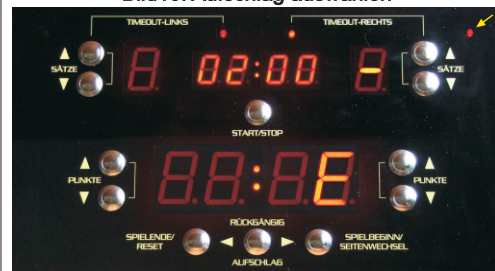 TIMEOUT-LINKS
TIMEOUT-RECHTS
SÄTZE
02:00
-
SÄTZE
START/STOP
PUNKTE
E
PUNKTE
RÜCKGÄNGIG
SPIELENDE/
RESET
SPIELBEGINN/
SEITENWECHSEL
AUFSCHLAG